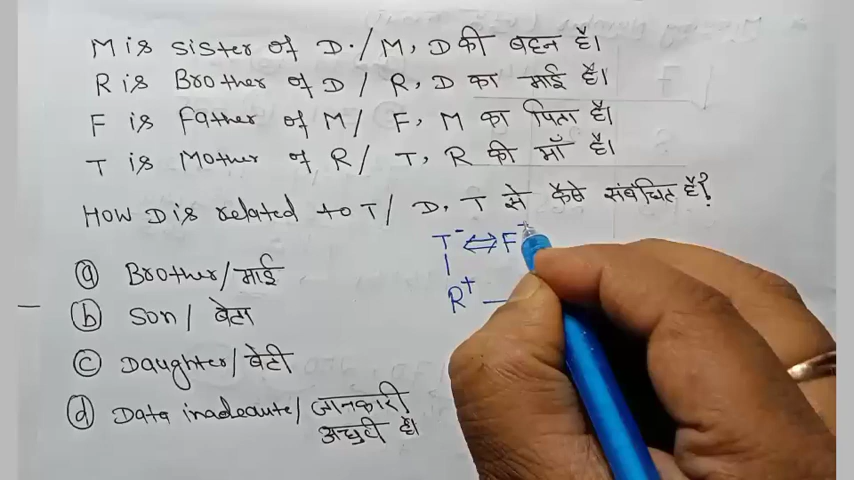 M is sister of D. / M, D की बहन हैं।
R is Brother of D / R, D का भाई हैं।
F is father of M / F, M का पिता हैं।
T is Mother of R / T, R की माँ हैं।
How D is related to T / D, T से कैसे संबंधित हैं?
T⁻ ⇔ F⁺
R⁺ —
(a) Brother / भाई
(b) Son / बेटा
(c) Daughter / बेटी
(d) Data inadecaute / जानकारी
अधुरी हैं।